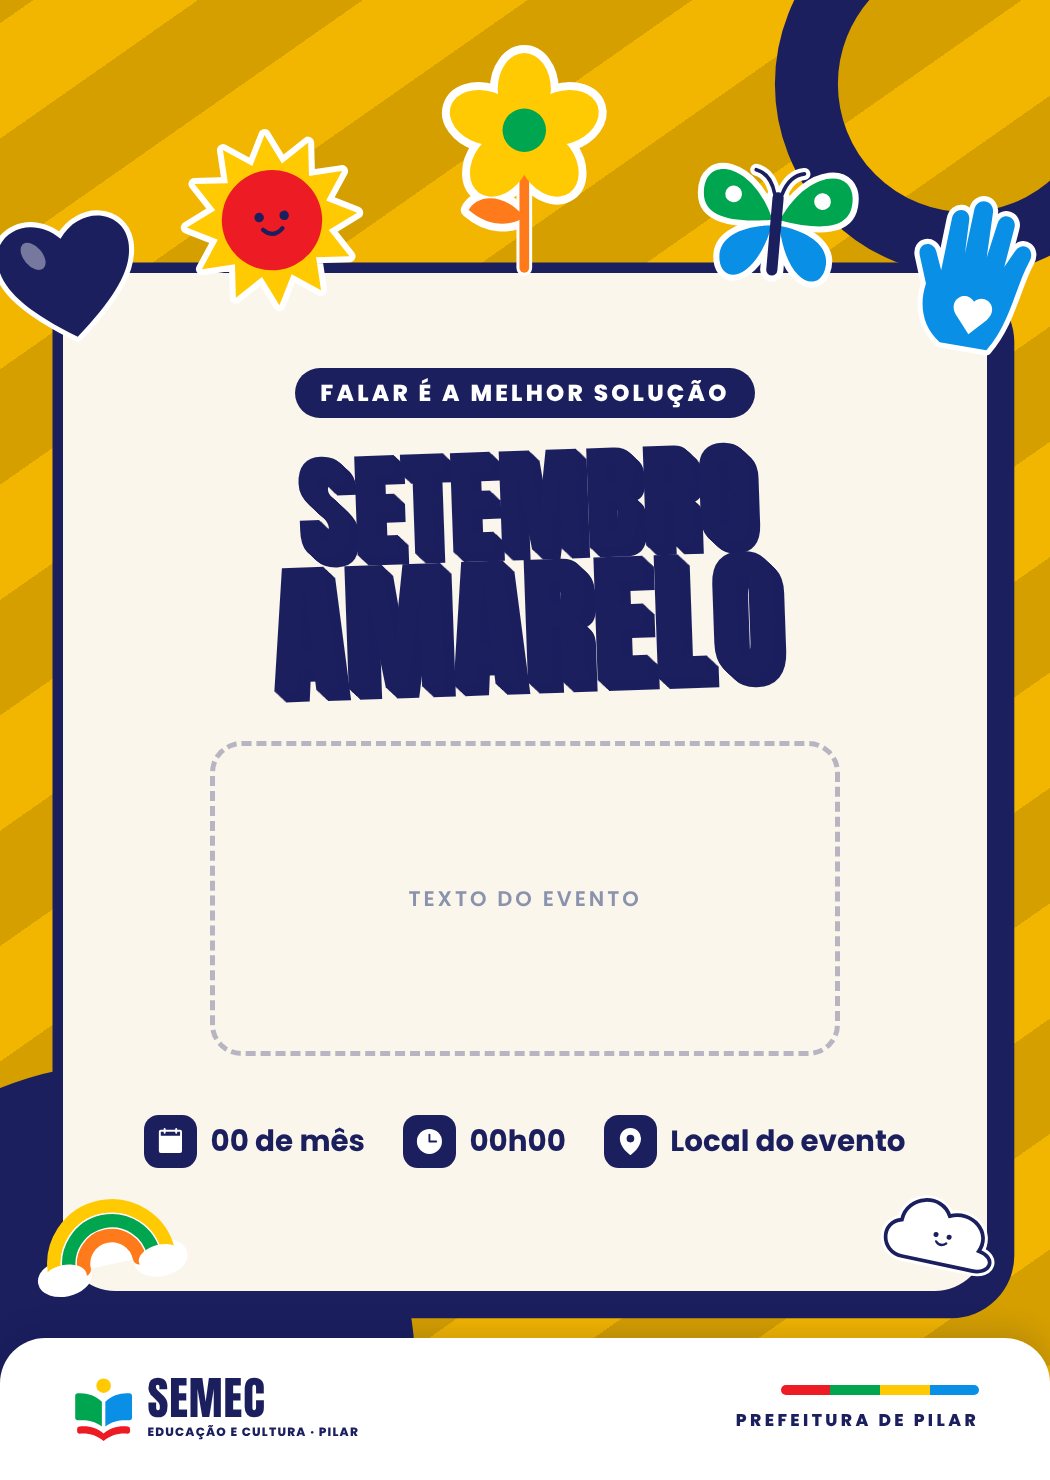 FALAR É A MELHOR SOLUÇÃO
SETEMBRO
AMARELO
TEXTO DO EVENTO
00 de mês
00h00
Local do evento
SEMEC
EDUCAÇÃO E CULTURA · PILAR
PREFEITURA DE PILAR